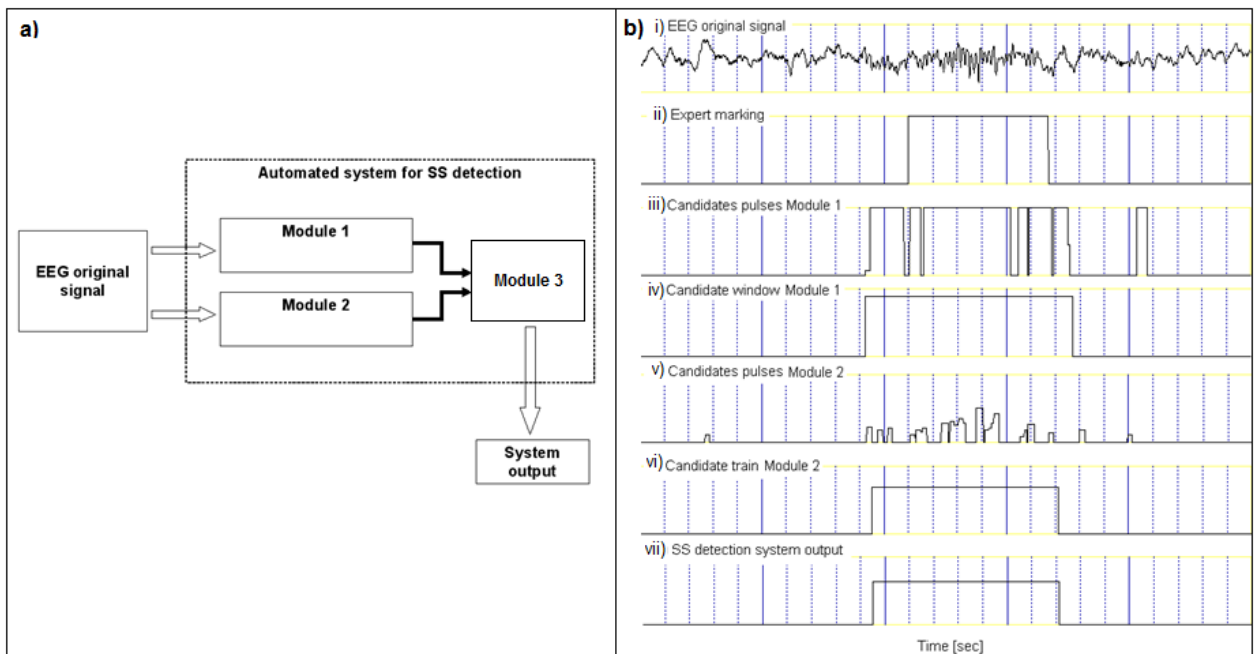 a)
Automated system for SS detection
Module 1
EEG original
signal
Module 2
Module 3
System
output
b)
i) EEG original signal
ii) Expert marking
iii) Candidates pulses Module 1
iv) Candidate window Module 1
v) Candidates pulses Module 2
vi) Candidate train Module 2
vii) SS detection system output
Time [sec]